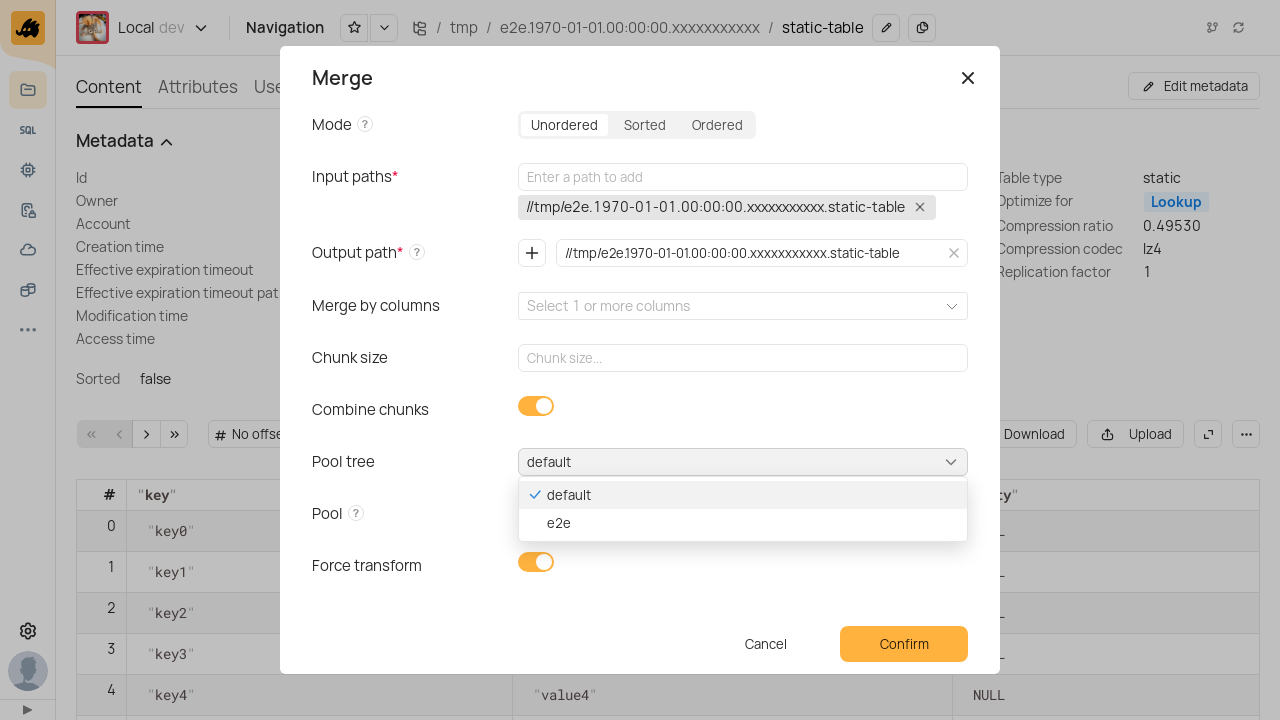 Local dev
Navigation
/ tmp / e2e.1970-01-01.00:00:00.xxxxxxxxxxx / static-table
SQL
Content
Attributes
Edit metadata
Metadata
Id
Owner
Account
Creation time
Effective expiration timeout
Modification time
Access time
Sorted false
Table type static
Optimize for Lookup
Compression ratio 0.49530
Compression codec lz4
Replication factor 1
Merge
Mode ?
Unordered Sorted Ordered
Input paths*
Enter a path to add
//tmp/e2e.1970-01-01.00:00:00.xxxxxxxxxxx.static-table
Output path* ?
//tmp/e2e.1970-01-01.00:00:00.xxxxxxxxxxx.static-table
Merge by columns
Select 1 or more columns
Chunk size
Chunk size...
Combine chunks
Pool tree
default
default
e2e
Pool ?
Force transform
Cancel
Confirm
# No
Download
Upload
# "key"
0 "key0"
1 "key1"
2 "key2"
3 "key3"
4 "key4" "value4" NULL